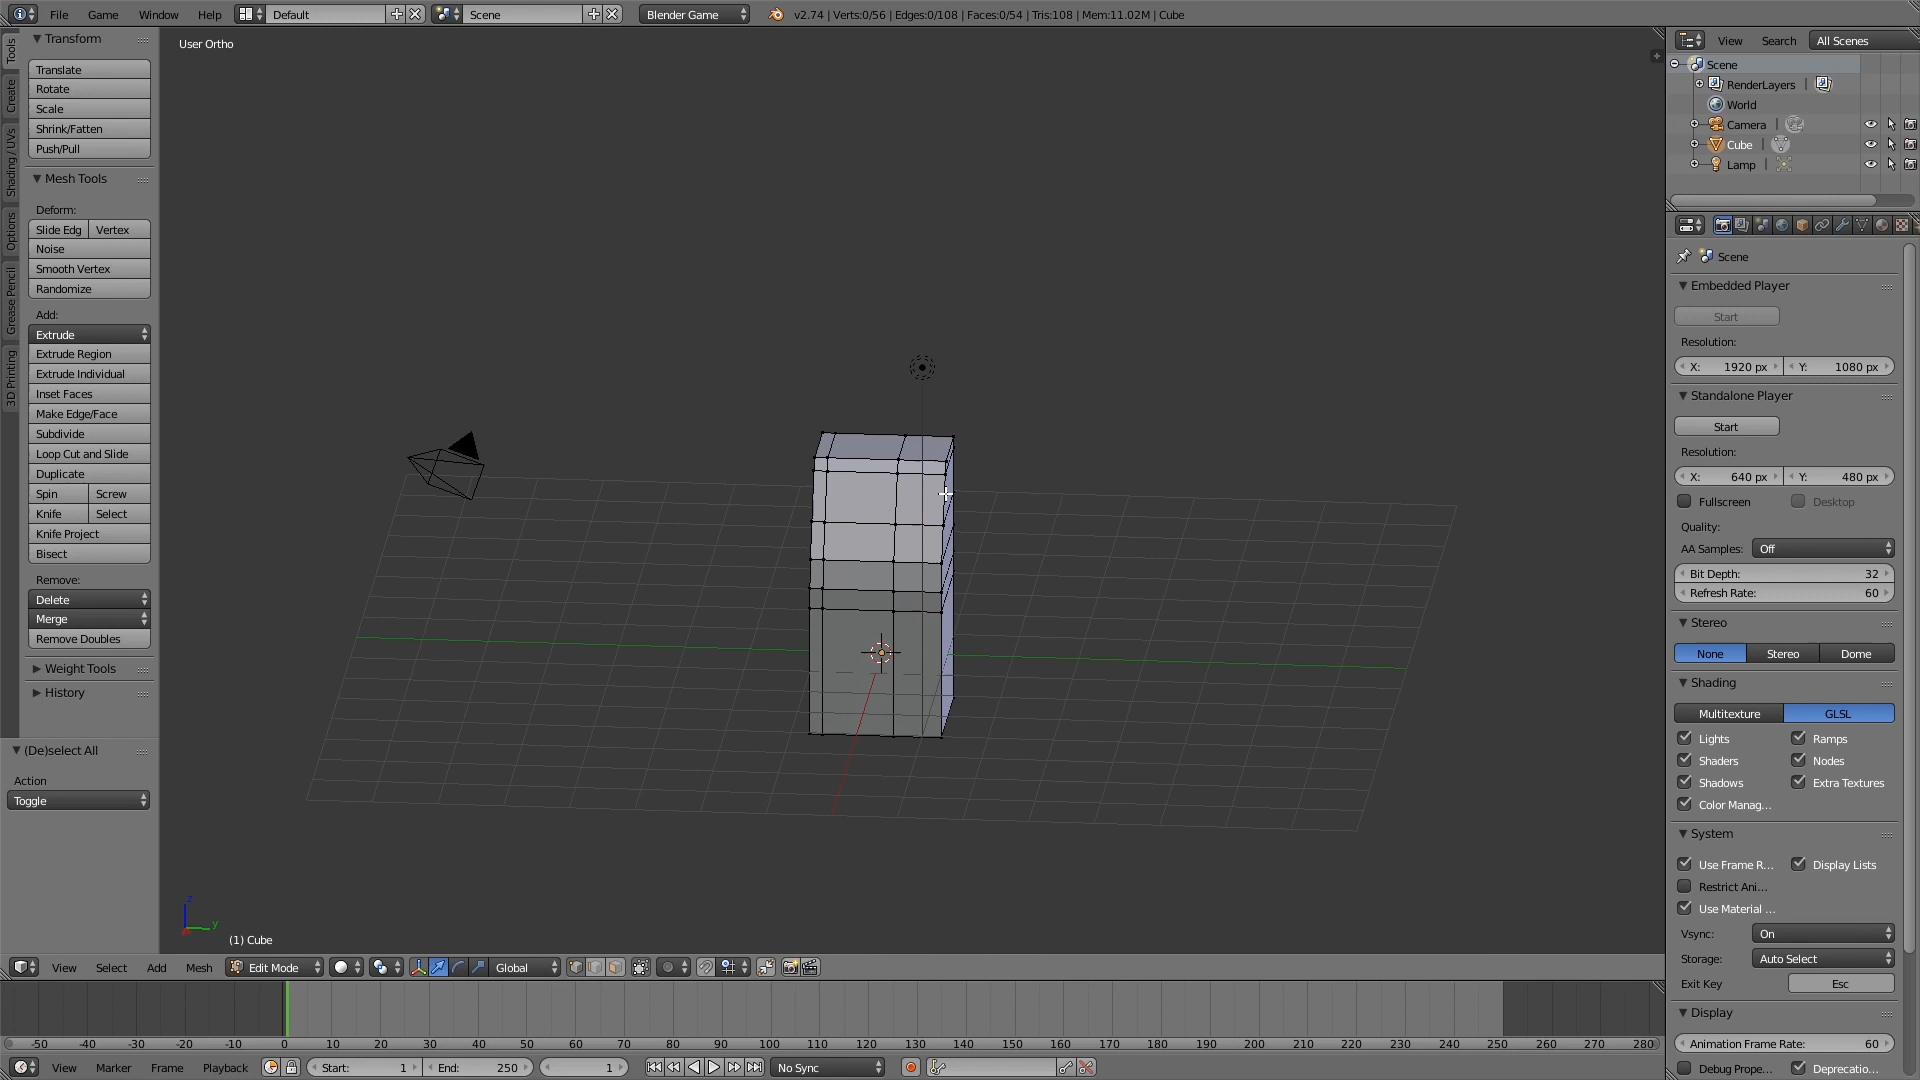 File Game Window Help Default Scene Blender Game v2.74 | Verts:0/56 | Edges:0/108 | Faces:0/54 | Tris:108 | Mem:11.02M | Cube
Tools
Create
Shading / UVs
Options
Grease Pencil
3D Printing
Transform
Translate
Rotate
Scale
Shrink/Fatten
Push/Pull
Mesh Tools
Deform:
Slide Edg Vertex
Noise
Smooth Vertex
Randomize
Add:
Extrude
Extrude Region
Extrude Individual
Inset Faces
Make Edge/Face
Subdivide
Loop Cut and Slide
Duplicate
Spin Screw
Knife Select
Knife Project
Bisect
Remove:
Delete
Merge
Remove Doubles
Weight Tools
History
(De)select All
Action
Toggle
User Ortho
z
y
(1) Cube
View Select Add Mesh Edit Mode Global
-50 -40 -30 -20 -10 0 10 20 30 40 50 60 70 80 90 100 110 120 130 140 150 160 170 180 190 200 210 220 230 240 250 260 270 280
View Marker Frame Playback Start: 1 End: 250 1 No Sync
View Search All Scenes
Scene
RenderLayers |
World
Camera |
Cube |
Lamp |
Scene
Embedded Player
Start
Resolution:
X: 1920 px Y: 1080 px
Standalone Player
Start
Resolution:
X: 640 px Y: 480 px
Fullscreen Desktop
Quality:
AA Samples: Off
Bit Depth: 32
Refresh Rate: 60
Stereo
None Stereo Dome
Shading
Multitexture GLSL
Lights Ramps
Shaders Nodes
Shadows Extra Textures
Color Manag...
System
Use Frame R... Display Lists
Restrict Ani...
Use Material ...
Vsync: On
Storage: Auto Select
Exit Key Esc
Display
Animation Frame Rate: 60
Debug Prope... Deprecatio...